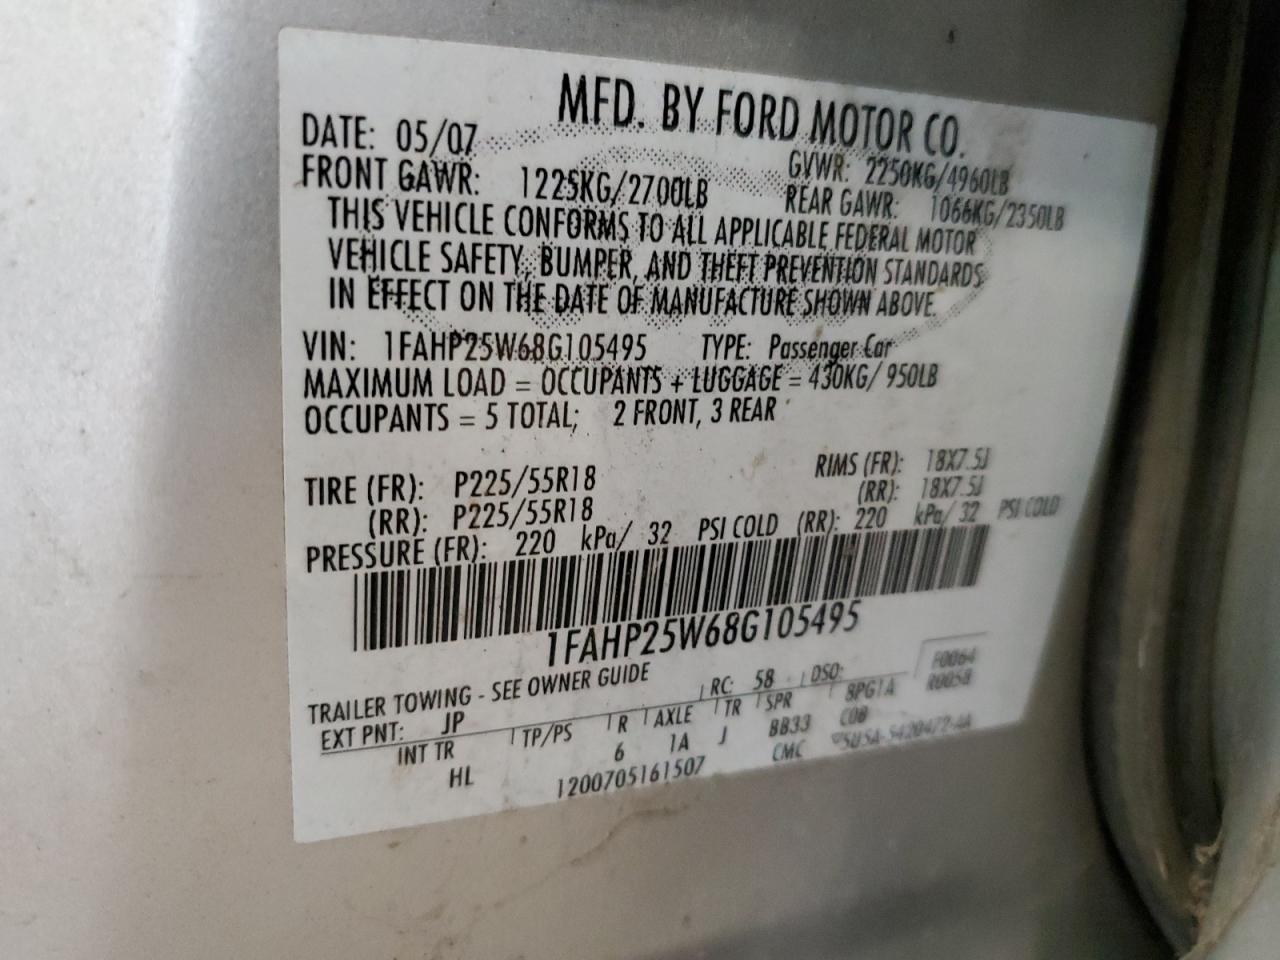 MFD. BY FORD MOTOR CO.
DATE: 05/07 GVWR: 2250KG/4960LB
FRONT GAWR: 1225KG/2700LB REAR GAWR: 1066KG/2350LB
THIS VEHICLE CONFORMS TO ALL APPLICABLE FEDERAL MOTOR
VEHICLE SAFETY, BUMPER, AND THEFT PREVENTION STANDARDS
IN EFFECT ON THE DATE OF MANUFACTURE SHOWN ABOVE.
VIN: 1FAHP25W68G105495 TYPE: Passenger Car
MAXIMUM LOAD = OCCUPANTS + LUGGAGE = 430KG/ 950LB
OCCUPANTS = 5 TOTAL; 2 FRONT, 3 REAR
TIRE (FR): P225/55R18 RIMS (FR): 18X7.5J
(RR): P225/55R18 (RR): 18X7.5J
PRESSURE (FR): 220 kPa/ 32 PSI COLD (RR): 220 kPa/ 32 PSI COLD
1FAHP25W68G105495
TRAILER TOWING - SEE OWNER GUIDE F0064
EXT PNT: JP RC: 58 DSO: R0058
INT TR TP/PS R AXLE TR SPR 8PG1A
HL 6 1A J BB33 C08
1200705161507 CMC